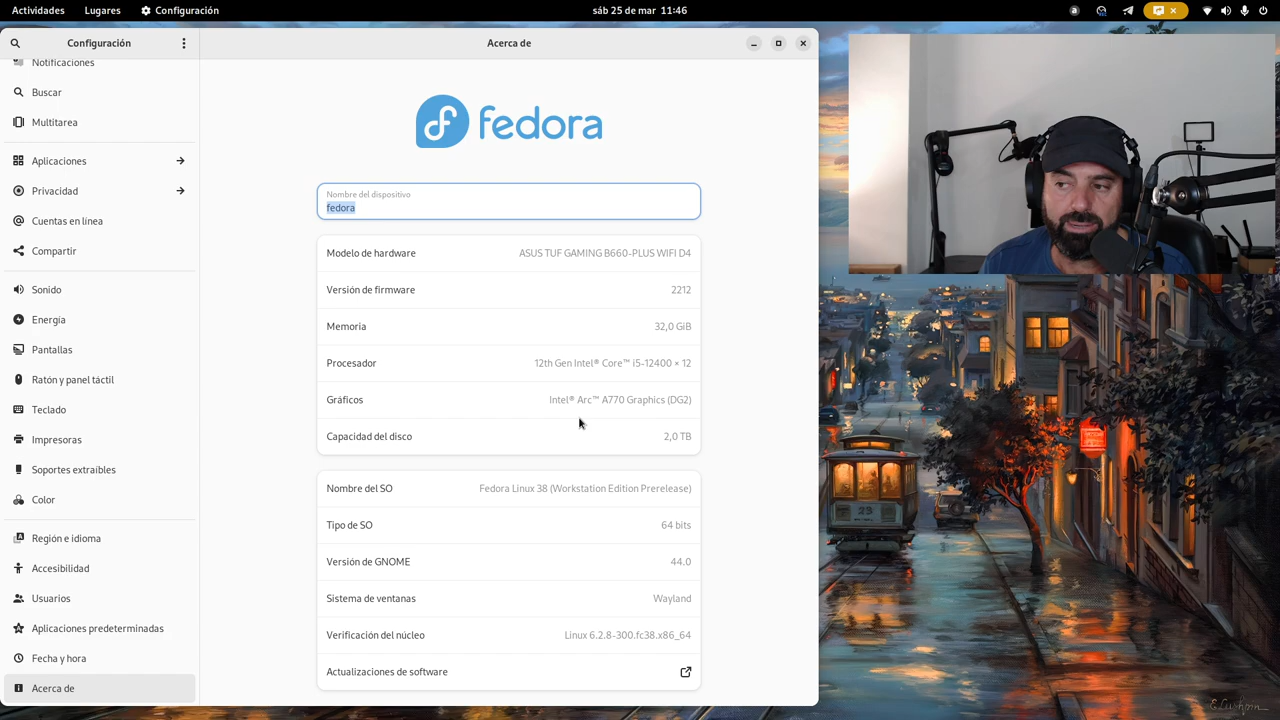 Actividades Lugares Configuración sáb 25 de mar 11:46
Configuración
Notificaciones
Buscar
Multitarea
Aplicaciones
Privacidad
Cuentas en línea
Compartir
Sonido
Energía
Pantallas
Ratón y panel táctil
Teclado
Impresoras
Soportes extraibles
Color
Región e idioma
Accesibilidad
Usuarios
Aplicaciones predeterminadas
Fecha y hora
Acerca de
Acerca de
fedora
Nombre del dispositivo
fedora
Modelo de hardware ASUS TUF GAMING B660-PLUS WIFI D4
Versión de firmware 2212
Memoria 32,0 GiB
Procesador 12th Gen Intel® Core™ i5-12400 × 12
Gráficos Intel® Arc™ A770 Graphics (DG2)
Capacidad del disco 2,0 TB
Nombre del SO Fedora Linux 38 (Workstation Edition Prerelease)
Tipo de SO 64 bits
Versión de GNOME 44.0
Sistema de ventanas Wayland
Verificación del núcleo Linux 6.2.8-300.fc38.x86_64
Actualizaciones de software
23